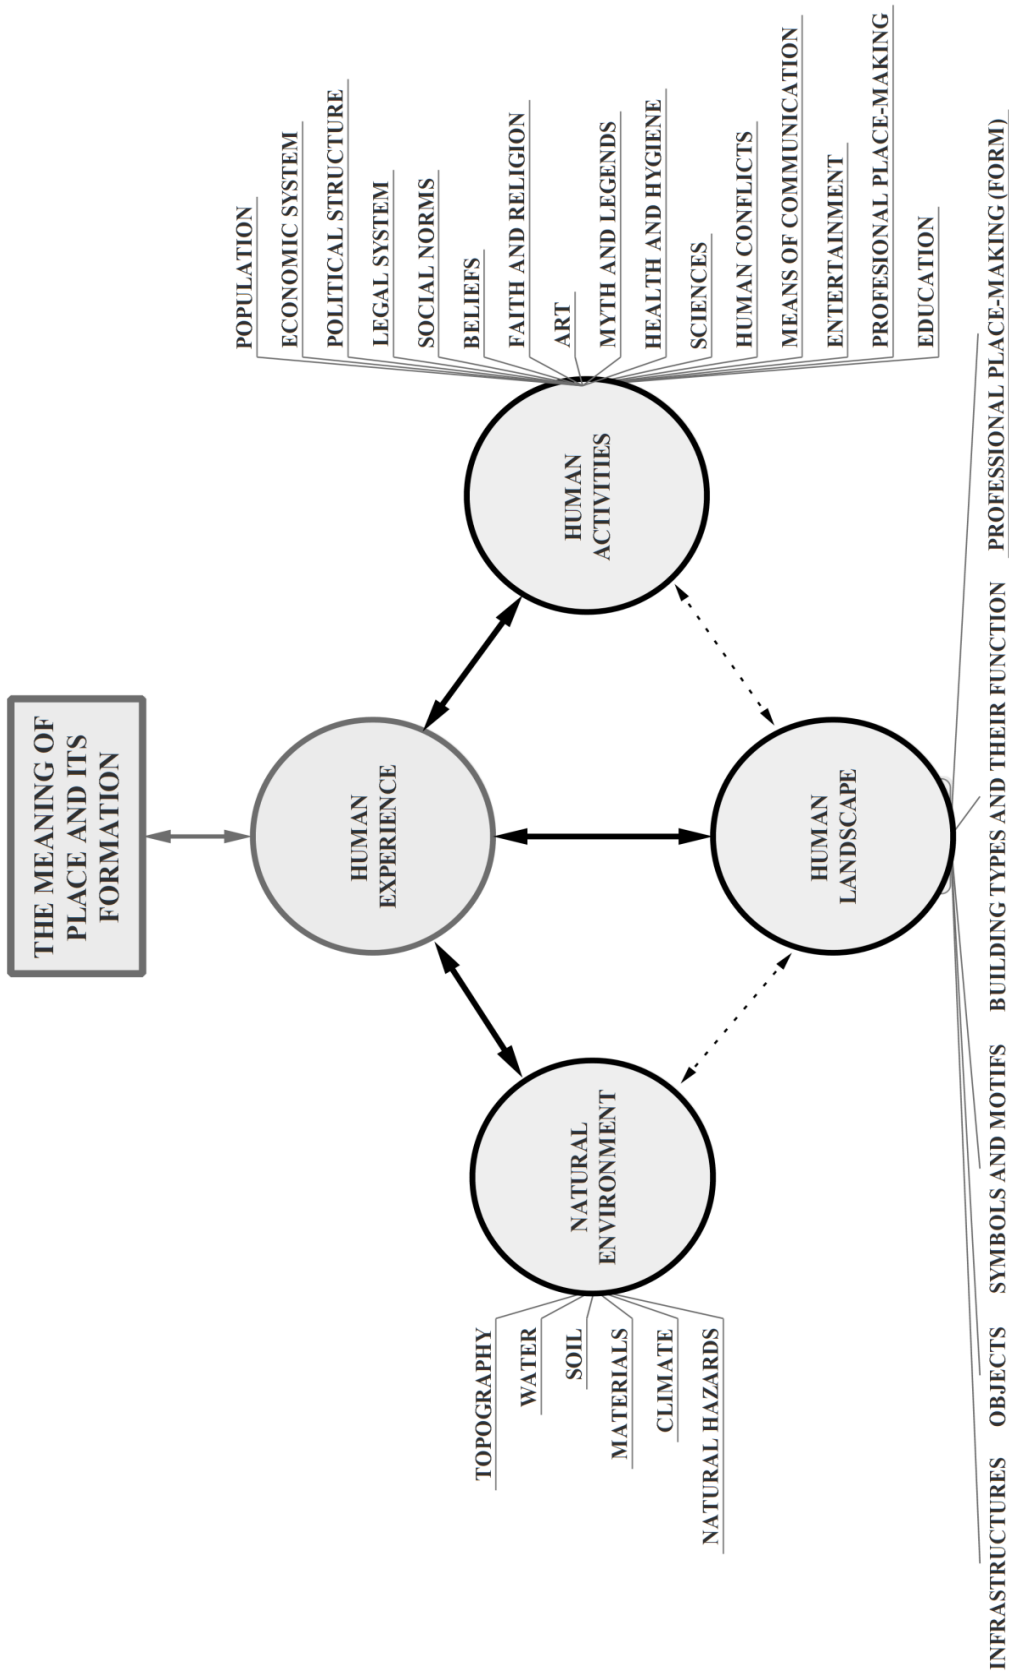 THE MEANING OF
PLACE AND ITS
FORMATION
HUMAN
EXPERIENCE
NATURAL
ENVIRONMENT
TOPOGRAPHY
WATER
SOIL
MATERIALS
CLIMATE
NATURAL HAZARDS
HUMAN
ACTIVITIES
POPULATION
ECONOMIC SYSTEM
POLITICAL STRUCTURE
LEGAL SYSTEM
SOCIAL NORMS
BELIEFS
FAITH AND RELIGION
ART
MYTH AND LEGENDS
HEALTH AND HYGIENE
SCIENCES
HUMAN CONFLICTS
MEANS OF COMMUNICATION
ENTERTAINMENT
PROFESIONAL PLACE-MAKING
EDUCATION
HUMAN
LANDSCAPE
INFRASTRUCTURES
OBJECTS
SYMBOLS AND MOTIFS
BUILDING TYPES AND THEIR FUNCTION
PROFESSIONAL PLACE-MAKING (FORM)